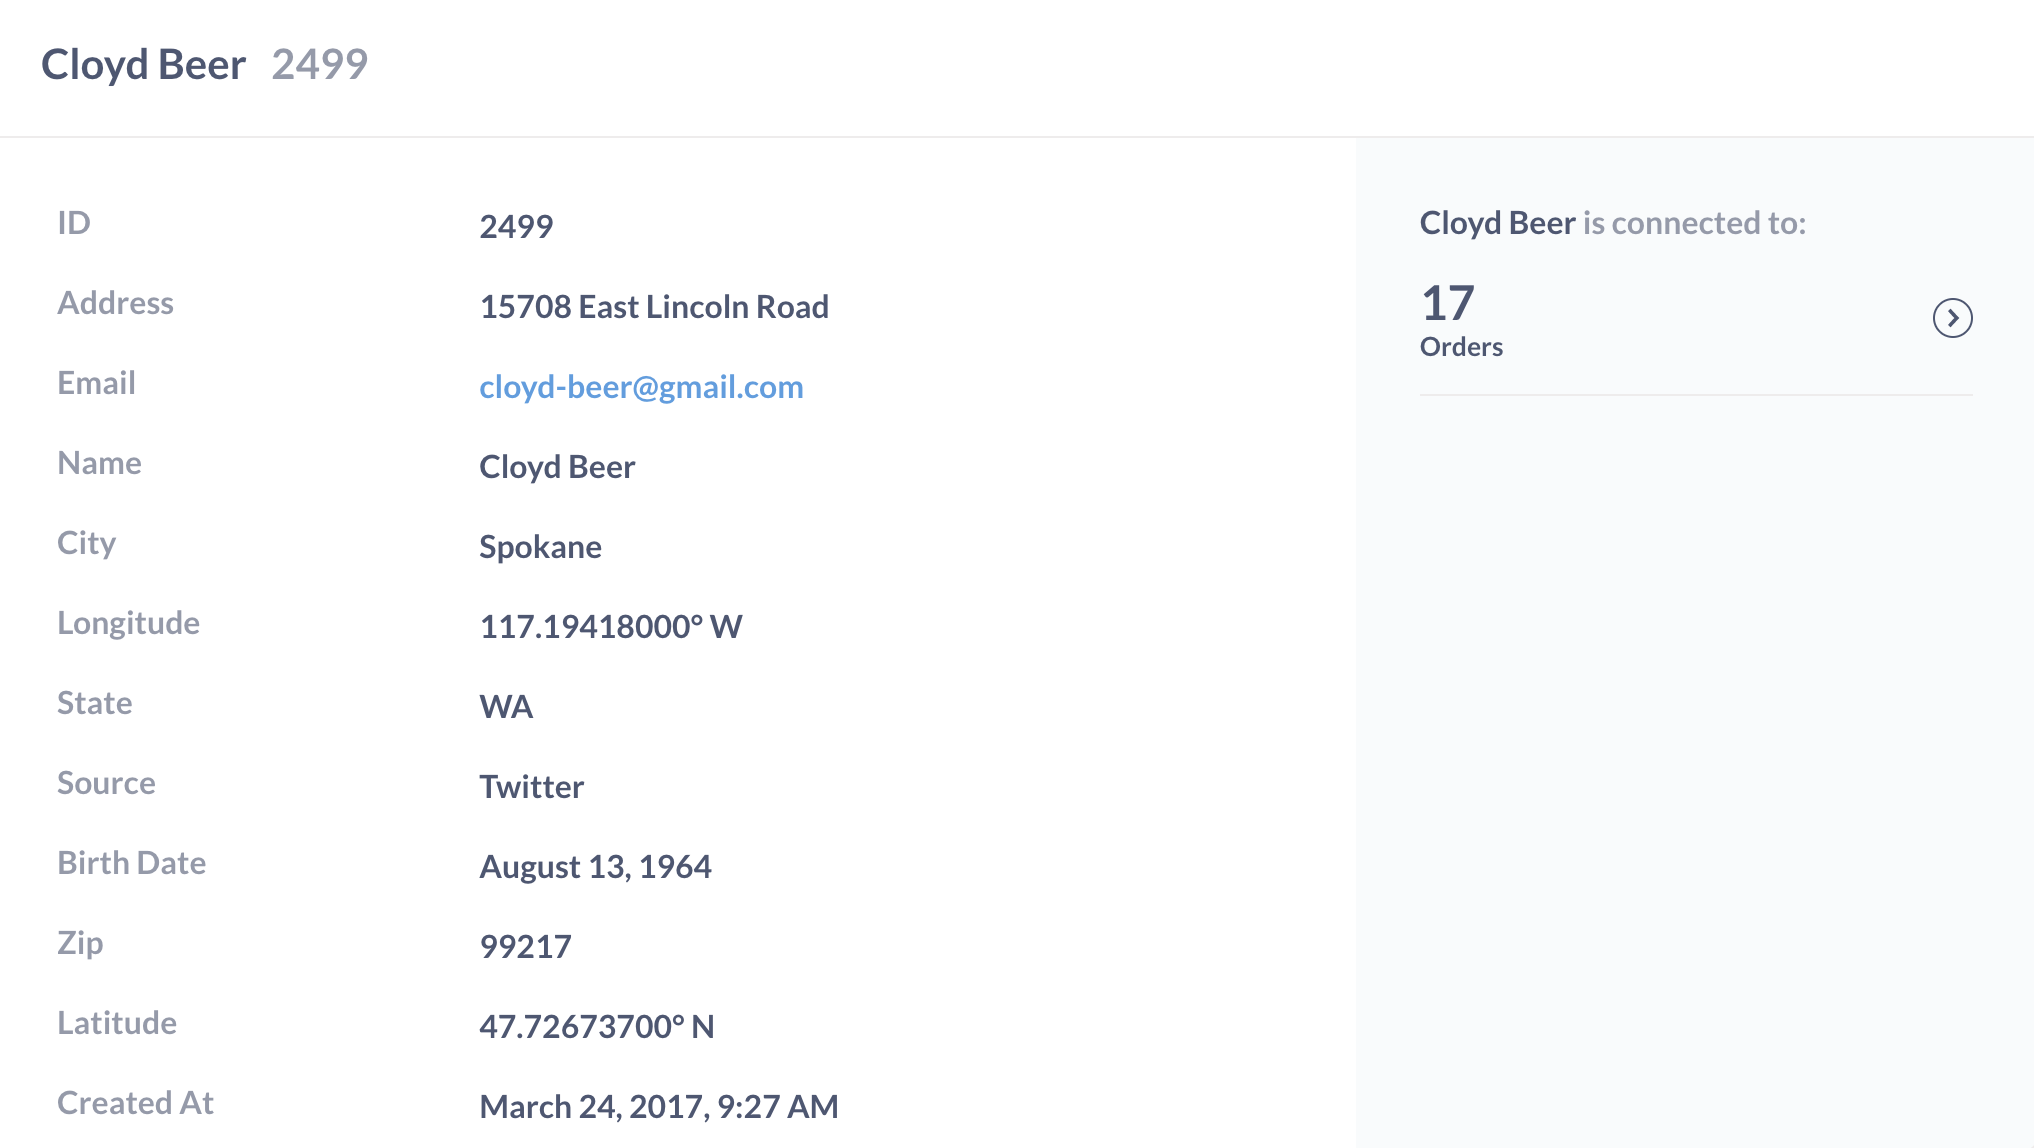 Cloyd Beer 2499
ID 2499
Address 15708 East Lincoln Road
Email cloyd-beer@gmail.com
Name Cloyd Beer
City Spokane
Longitude 117.19418000° W
State WA
Source Twitter
Birth Date August 13, 1964
Zip 99217
Latitude 47.72673700° N
Created At March 24, 2017, 9:27 AM
Cloyd Beer is connected to:
17
Orders